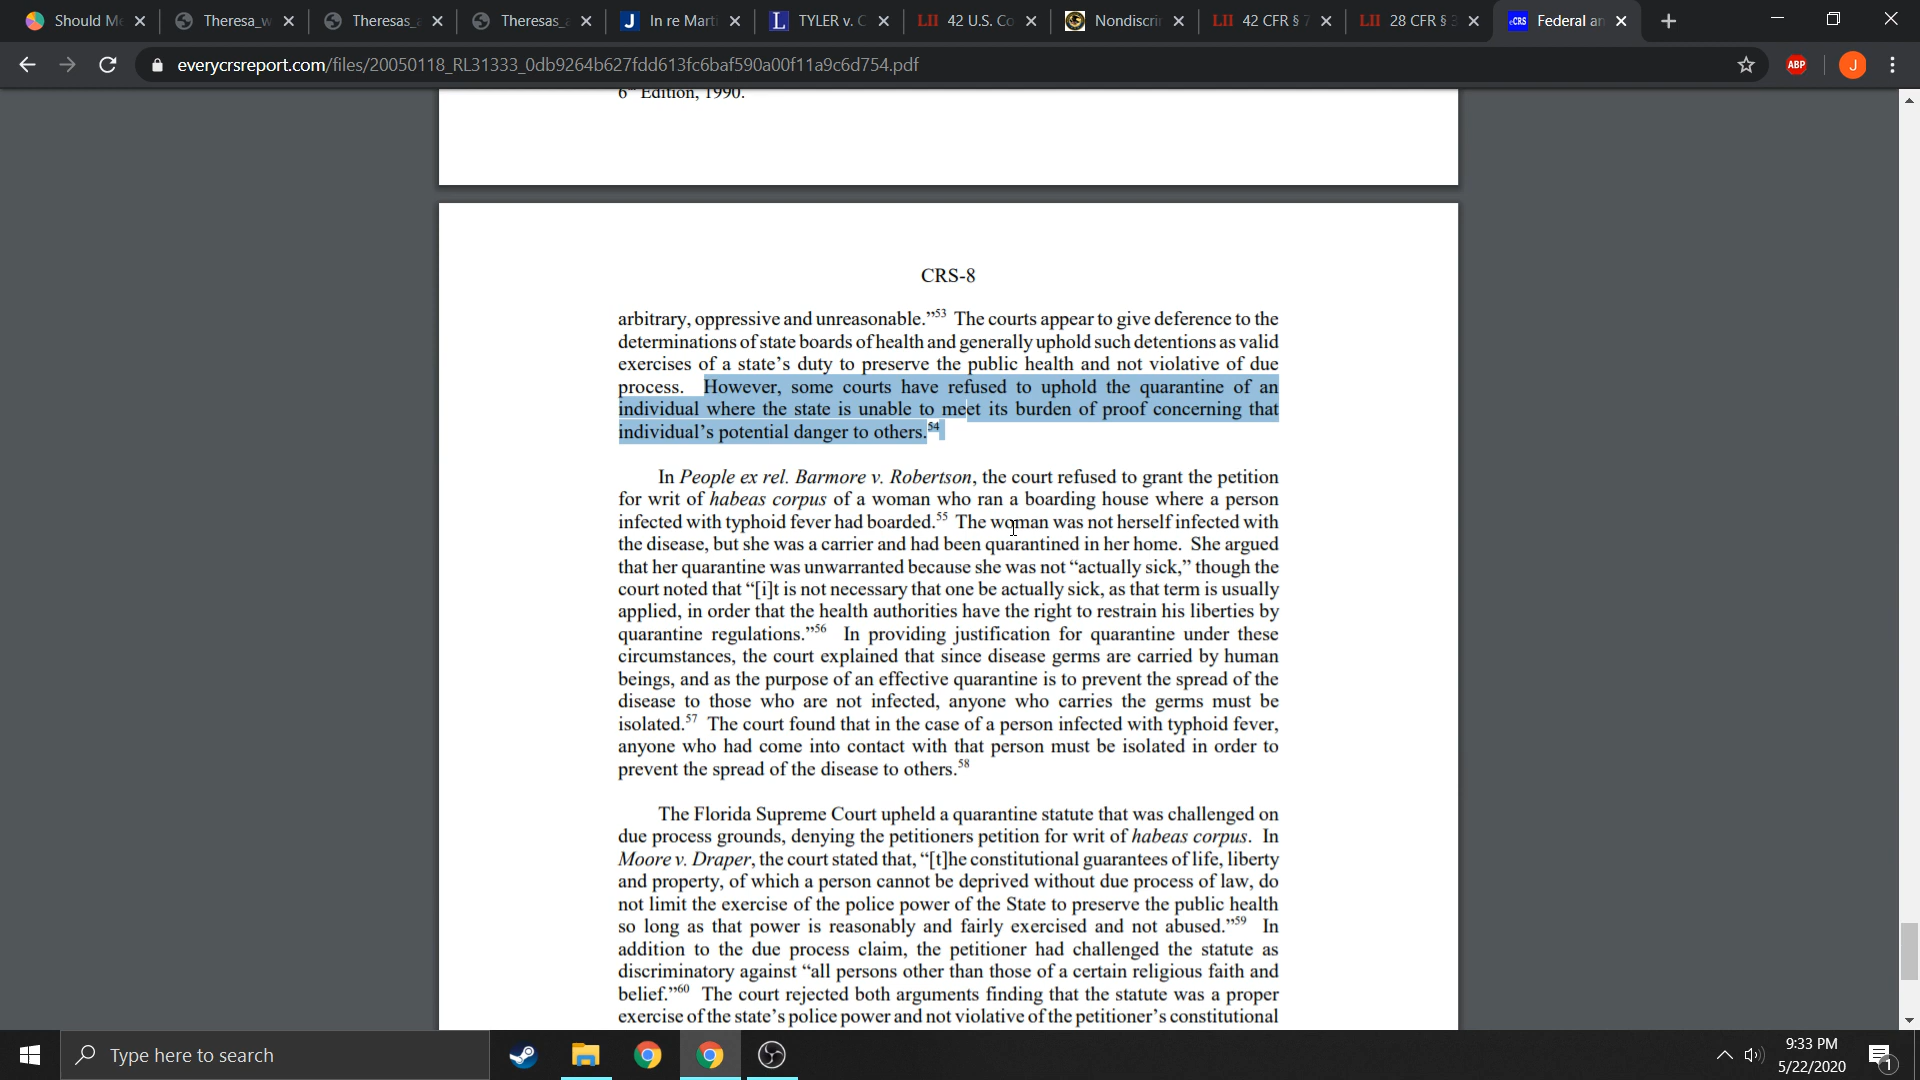 Should M
Theresa_w
Theresas_
Theresas_a
In re Mart
TYLER v. C
42 U.S. Co
Nondiscri
42 CFR § 7
28 CFR § 3
Federal an
everycrsreport.com/files/20050118_RL31333_0db9264b627fdd613fc6baf590a00f11a9c6d754.pdf
ABP
J
6th Edition, 1990.
CRS-8
arbitrary, oppressive and unreasonable.”53 The courts appear to give deference to the
determinations of state boards of health and generally uphold such detentions as valid
exercises of a state’s duty to preserve the public health and not violative of due
process. However, some courts have refused to uphold the quarantine of an
individual where the state is unable to meet its burden of proof concerning that
individual’s potential danger to others.54
In People ex rel. Barmore v. Robertson, the court refused to grant the petition
for writ of habeas corpus of a woman who ran a boarding house where a person
infected with typhoid fever had boarded.55 The woman was not herself infected with
the disease, but she was a carrier and had been quarantined in her home. She argued
that her quarantine was unwarranted because she was not “actually sick,” though the
court noted that “[i]t is not necessary that one be actually sick, as that term is usually
applied, in order that the health authorities have the right to restrain his liberties by
quarantine regulations.”56 In providing justification for quarantine under these
circumstances, the court explained that since disease germs are carried by human
beings, and as the purpose of an effective quarantine is to prevent the spread of the
disease to those who are not infected, anyone who carries the germs must be
isolated.57 The court found that in the case of a person infected with typhoid fever,
anyone who had come into contact with that person must be isolated in order to
prevent the spread of the disease to others.58
The Florida Supreme Court upheld a quarantine statute that was challenged on
due process grounds, denying the petitioners petition for writ of habeas corpus. In
Moore v. Draper, the court stated that, “[t]he constitutional guarantees of life, liberty
and property, of which a person cannot be deprived without due process of law, do
not limit the exercise of the police power of the State to preserve the public health
so long as that power is reasonably and fairly exercised and not abused.”59 In
addition to the due process claim, the petitioner had challenged the statute as
discriminatory against “all persons other than those of a certain religious faith and
belief.”60 The court rejected both arguments finding that the statute was a proper
exercise of the state’s police power and not violative of the petitioner’s constitutional
Type here to search
9:33 PM
5/22/2020
1